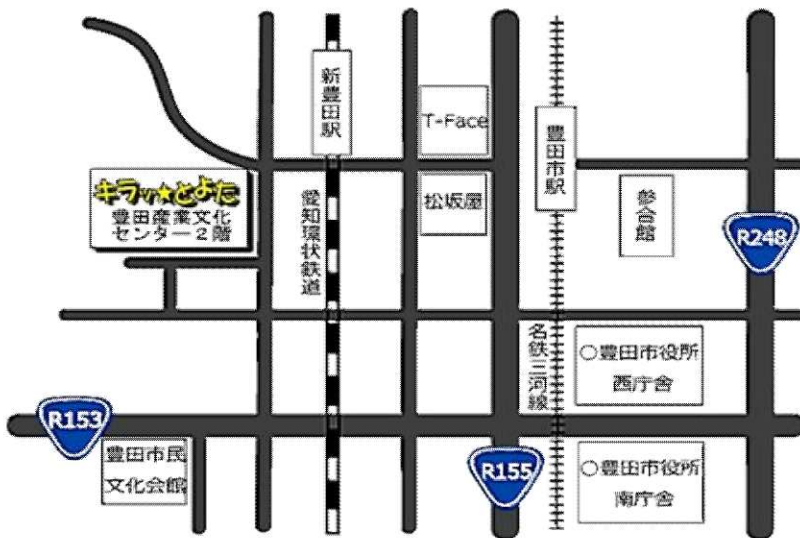 新豊田駅
T-Face
豊田市駅
キラッ★とよた
豊田産業文化
センター2階
愛知環状鉄道
松坂屋
参合館
R248
名鉄三河線
○豊田市役所
西庁舎
R153
豊田市民
文化会館
R155
○豊田市役所
南庁舎